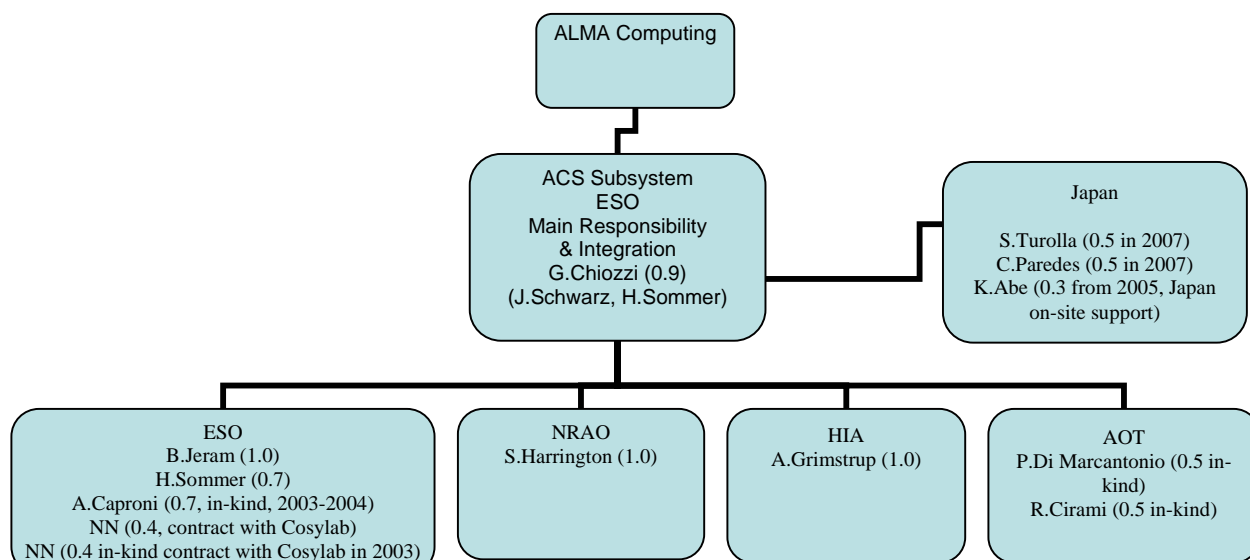 ALMA Computing
ACS Subsystem
ESO
Main Responsibility
& Integration
G.Chiozzi (0.9)
(J.Schwarz, H.Sommer)
Japan
S.Turolla (0.5 in 2007)
C.Paredes (0.5 in 2007)
K.Abe (0.3 from 2005, Japan
on-site support)
ESO
B.Jeram (1.0)
H.Sommer (0.7)
A.Caproni (0.7, in-kind, 2003-2004)
NN (0.4, contract with Cosylab)
NN (0.4 in-kind contract with Cosylab in 2003)
NRAO
S.Harrington (1.0)
HIA
A.Grimstrup (1.0)
AOT
P.Di Marcantonio (0.5 in-
kind)
R.Cirami (0.5 in-kind)